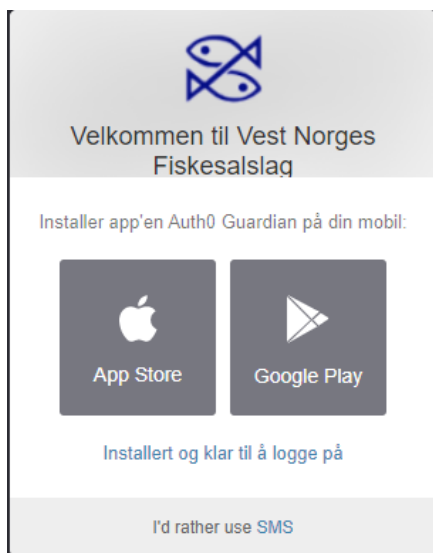 Velkommen til Vest Norges
Fiskesalslag
Installer app'en Auth0 Guardian på din mobil:
App Store
Google Play
Installert og klar til å logge på
I'd rather use SMS